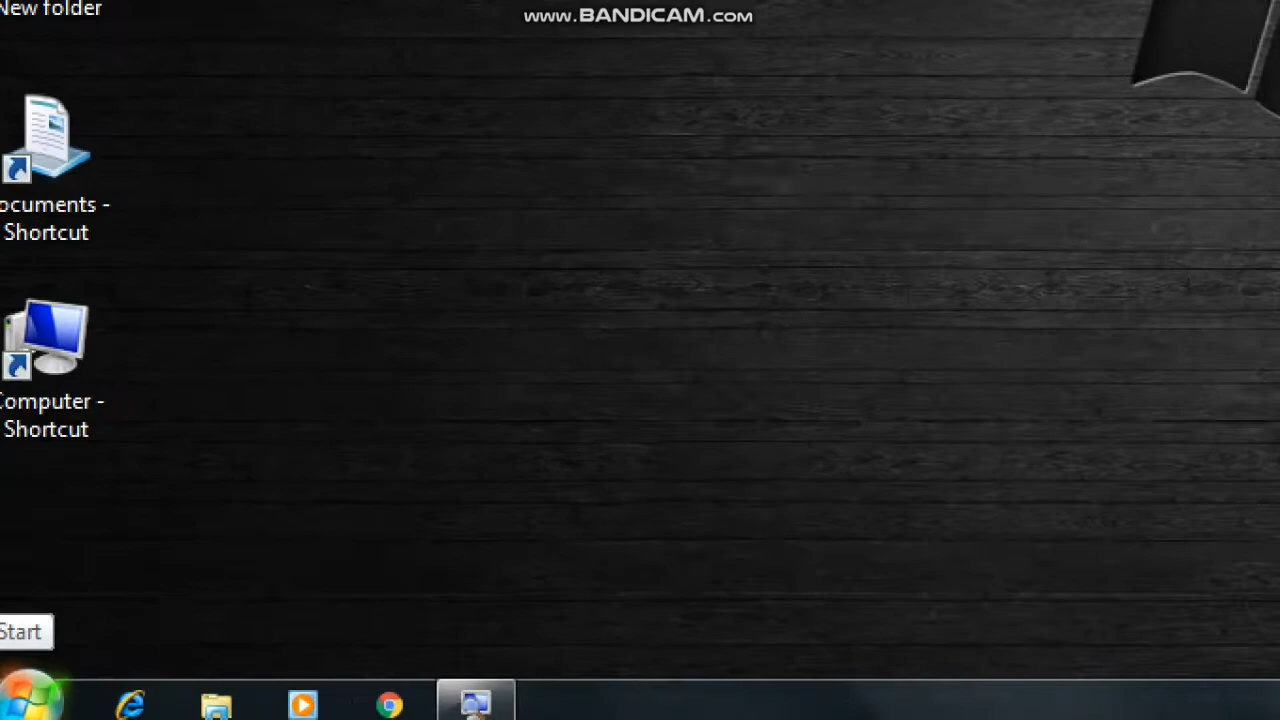 New folder
www.BANDICAM.com
ocuments -
Shortcut
Computer -
Shortcut
Start